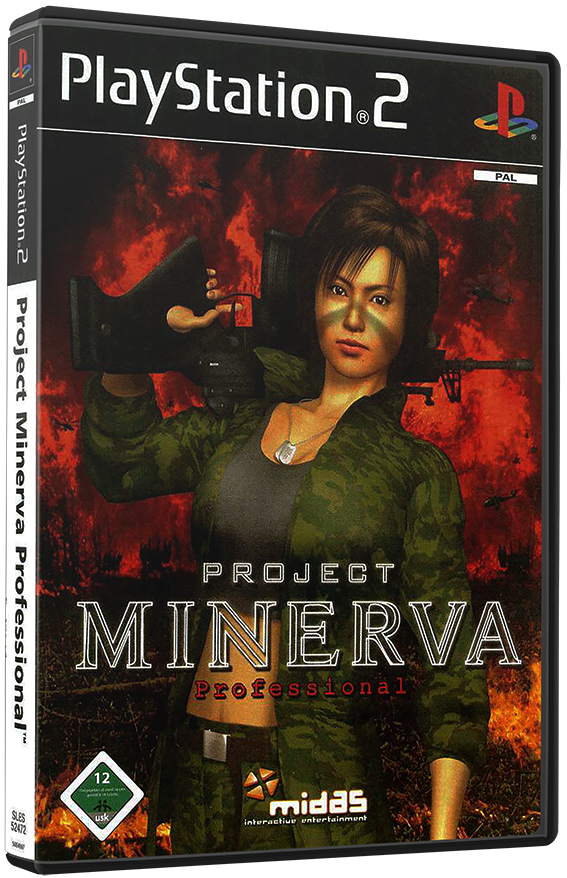 PlayStation®2
PAL
PROJECT
MINERVA
Professional
12
usk
midas
interactive entertainment
PAL
PlayStation®2
Project Minerva Professional™
SLES
52472